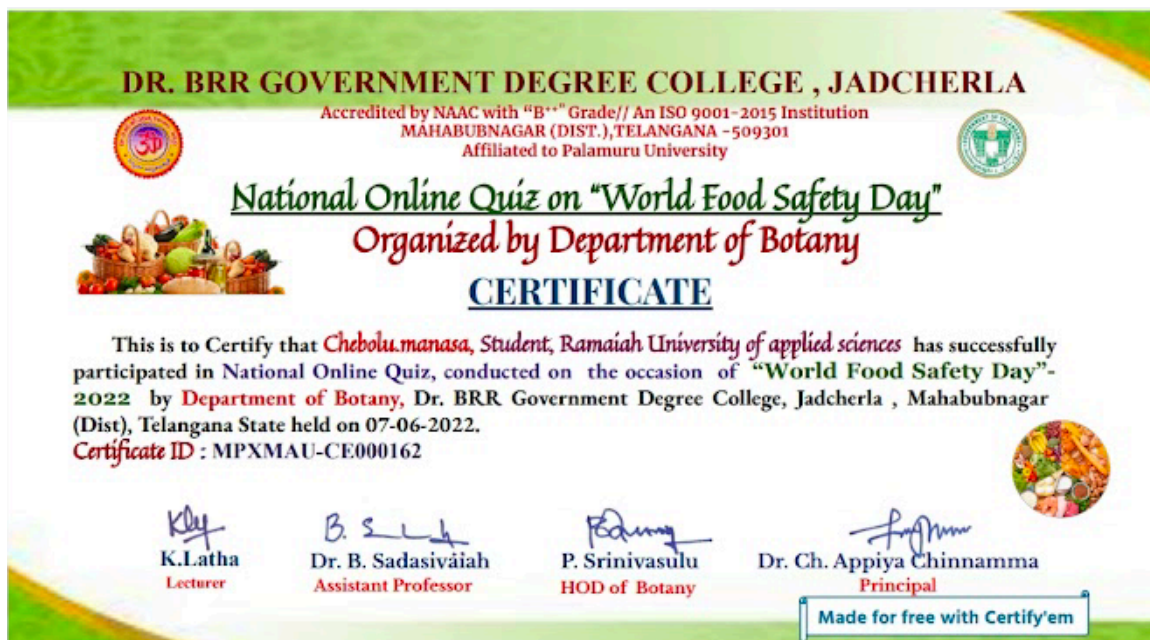 DR. BRR GOVERNMENT DEGREE COLLEGE , JADCHERLA
Accredited by NAAC with “B++” Grade// An ISO 9001-2015 Institution
MAHABUBNAGAR (DIST.),TELANGANA -509301
Affiliated to Palamuru University
National Online Quiz on “World Food Safety Day”
Organized by Department of Botany
CERTIFICATE
This is to Certify that Chebolu.manasa, Student, Ramaiah University of applied sciences has successfully
participated in National Online Quiz, conducted on the occasion of “World Food Safety Day”-
2022 by Department of Botany, Dr. BRR Government Degree College, Jadcherla , Mahabubnagar
(Dist), Telangana State held on 07-06-2022.
Certificate ID : MPXMAU-CE000162
K.Latha Dr. B. Sadasivaiah P. Srinivasulu Dr. Ch. Appiya Chinnamma
Lecturer Assistant Professor HOD of Botany Principal
Made for free with Certify'em